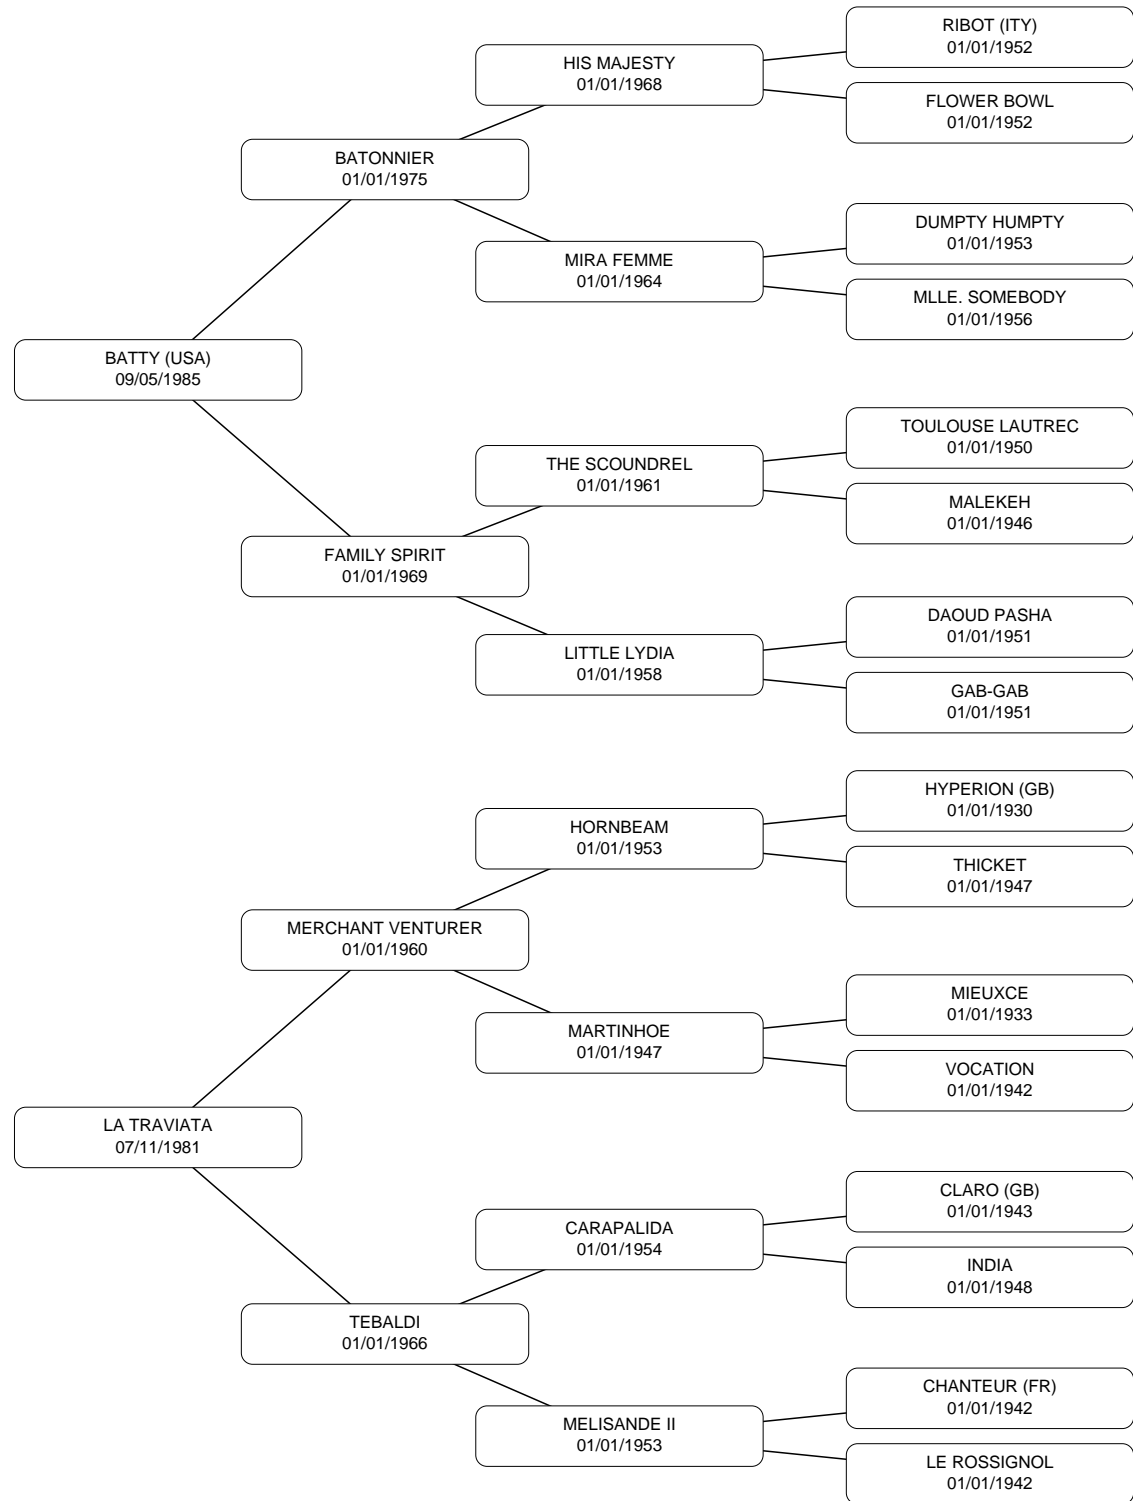 RIBOT (ITY)
01/01/1952
HIS MAJESTY
01/01/1968
FLOWER BOWL
01/01/1952
BATONNIER
01/01/1975
DUMPTY HUMPTY
01/01/1953
MIRA FEMME
01/01/1964
MLLE. SOMEBODY
01/01/1956
BATTY (USA)
09/05/1985
TOULOUSE LAUTREC
01/01/1950
THE SCOUNDREL
01/01/1961
MALEKEH
01/01/1946
FAMILY SPIRIT
01/01/1969
DAOUD PASHA
01/01/1951
LITTLE LYDIA
01/01/1958
GAB-GAB
01/01/1951
HYPERION (GB)
01/01/1930
HORNBEAM
01/01/1953
THICKET
01/01/1947
MERCHANT VENTURER
01/01/1960
MIEUXCE
01/01/1933
MARTINHOE
01/01/1947
VOCATION
01/01/1942
LA TRAVIATA
07/11/1981
CLARO (GB)
01/01/1943
CARAPALIDA
01/01/1954
INDIA
01/01/1948
TEBALDI
01/01/1966
CHANTEUR (FR)
01/01/1942
MELISANDE II
01/01/1953
LE ROSSIGNOL
01/01/1942